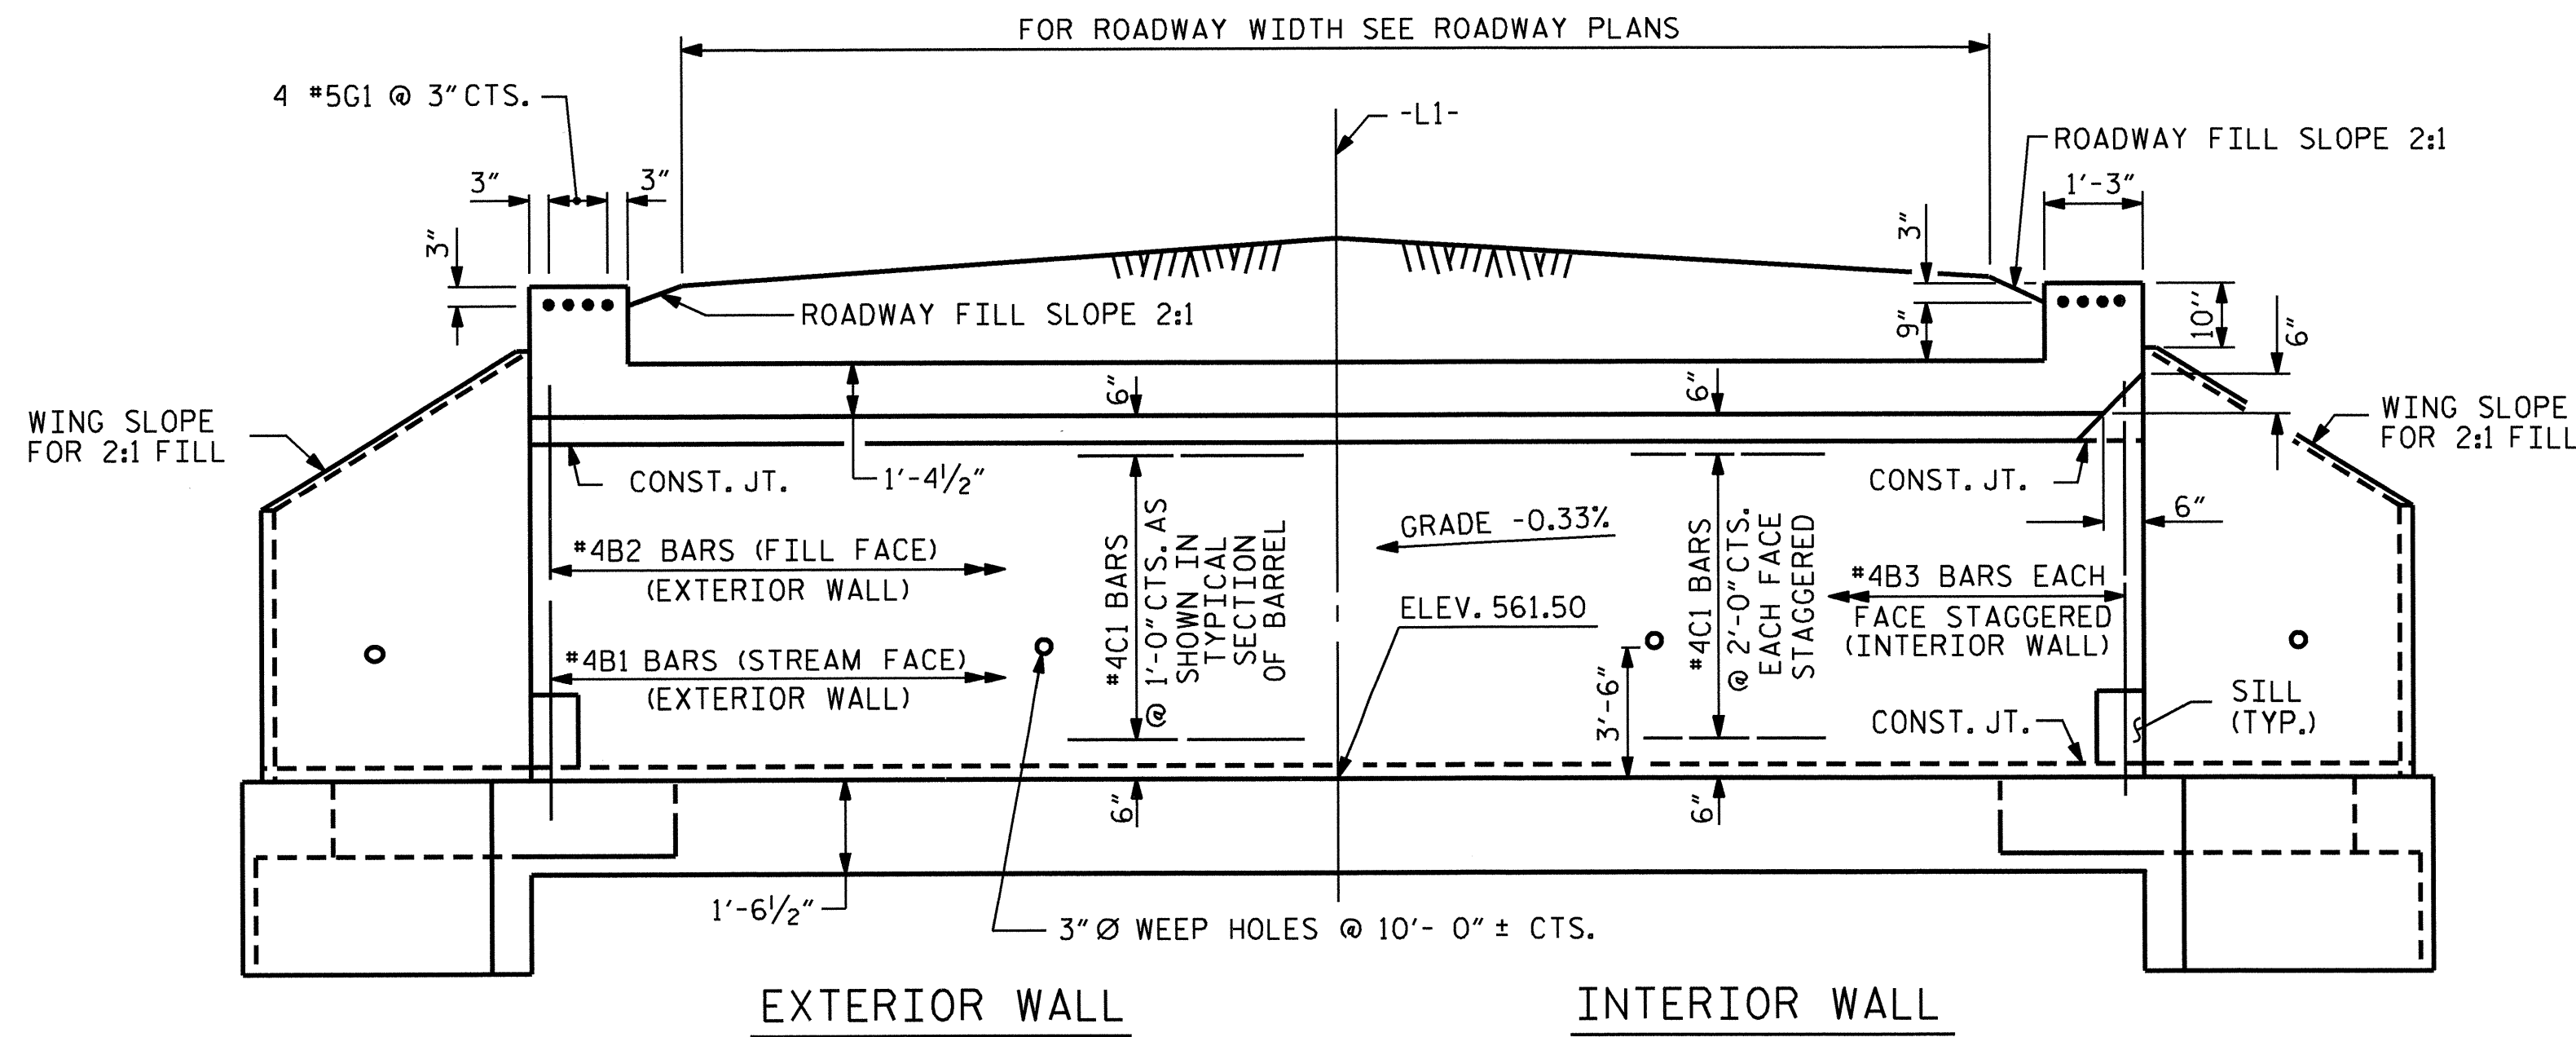 FOR ROADWAY WIDTH SEE ROADWAY PLANS
4 #5G1 @ 3" CTS.
-L1-
ROADWAY FILL SLOPE 2:1
3"
3"
1'-3"
3"
3"
ROADWAY FILL SLOPE 2:1
9"
10"
6"
6"
6"
WING SLOPE
FOR 2:1 FILL
WING SLOPE
FOR 2:1 FILL
CONST. JT.
1'-4½"
CONST. JT.
6"
#4C1 BARS
@ 1'-0" CTS. AS
SHOWN IN
TYPICAL
SECTION
OF BARREL
GRADE -0.33%
#4C1 BARS
@ 2'-0" CTS.
EACH FACE
STAGGERED
#4B2 BARS (FILL FACE)
(EXTERIOR WALL)
#4B3 BARS EACH
FACE STAGGERED
(INTERIOR WALL)
ELEV. 561.50
#4B1 BARS (STREAM FACE)
(EXTERIOR WALL)
3'-6"
CONST. JT.
SILL
(TYP.)
6"
6"
1'-6½"
3" Ø WEEP HOLES @ 10'- 0" ± CTS.
EXTERIOR WALL
INTERIOR WALL